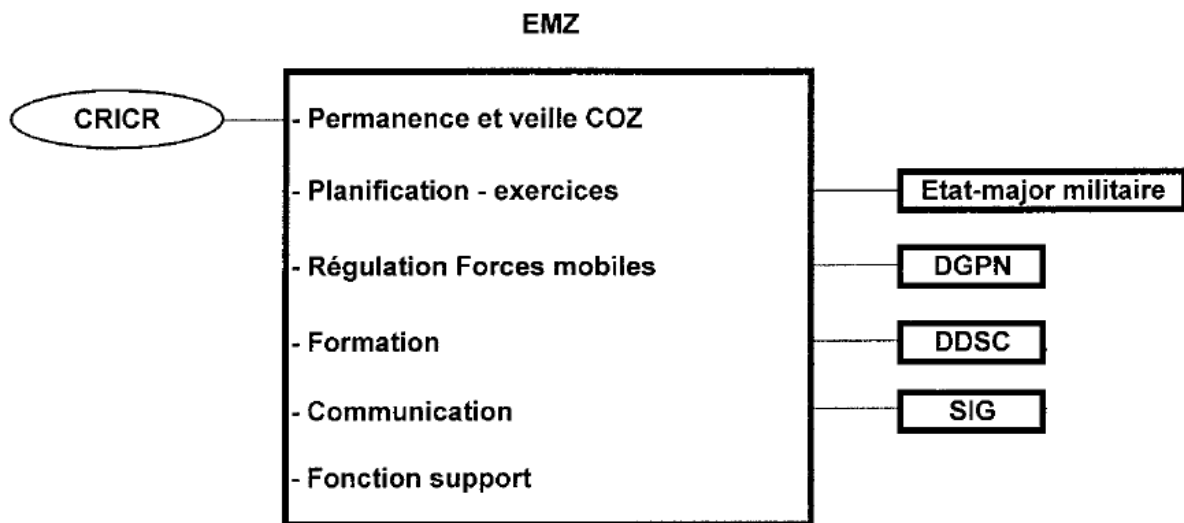 EMZ
CRICR
- Permanence et veille COZ
- Planification - exercices
Etat-major militaire
- Régulation Forces mobiles
DGPN
- Formation
DDSC
- Communication
SIG
- Fonction support